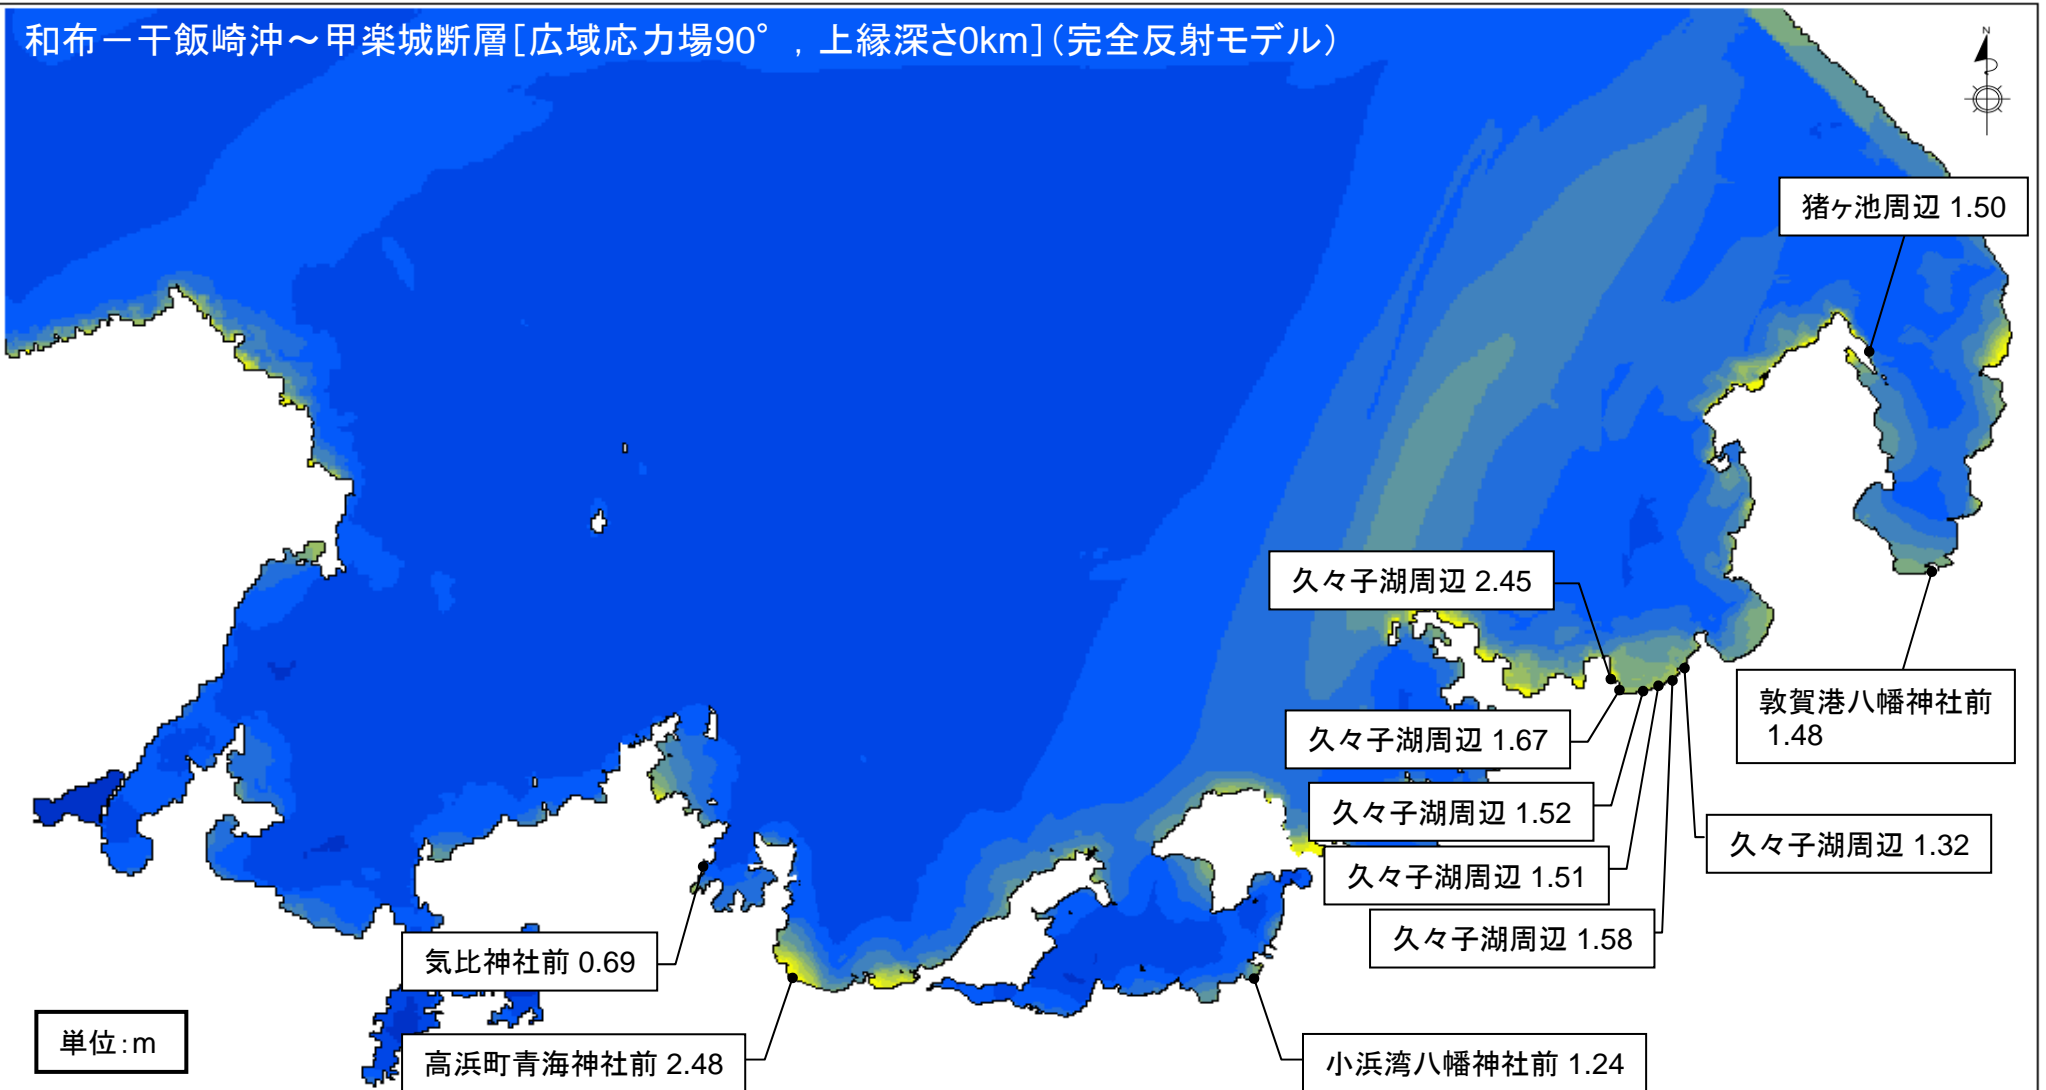 和布－干飯崎沖～甲楽城断層[広域応力場90°，上縁深さ0km]（完全反射モデル）
N
猪ヶ池周辺 1.50
久々子湖周辺 2.45
敦賀港八幡神社前
1.48
久々子湖周辺 1.67
久々子湖周辺 1.52
久々子湖周辺 1.32
久々子湖周辺 1.51
久々子湖周辺 1.58
気比神社前 0.69
単位:m
高浜町青海神社前 2.48
小浜湾八幡神社前 1.24